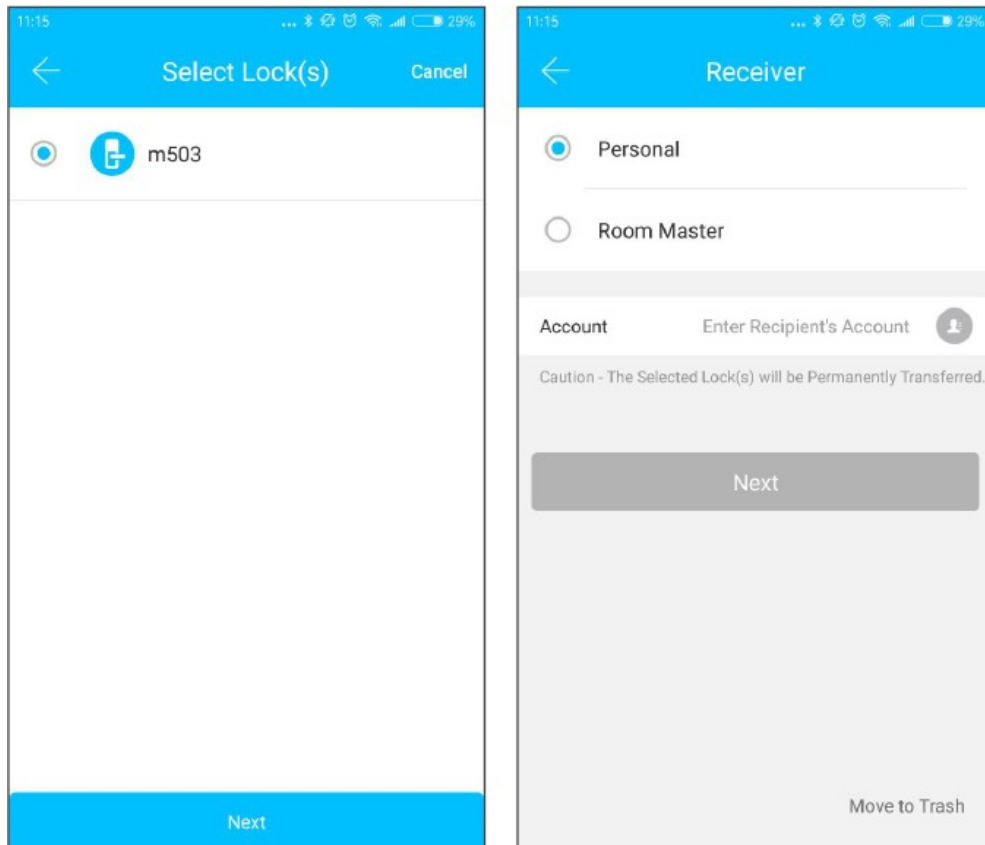 11:15
... 29%
Select Lock(s)
Cancel
m503
Next
11:15
... 29%
Receiver
Personal
Room Master
Account
Enter Recipient's Account
Caution - The Selected Lock(s) will be Permanently Transferred.
Next
Move to Trash